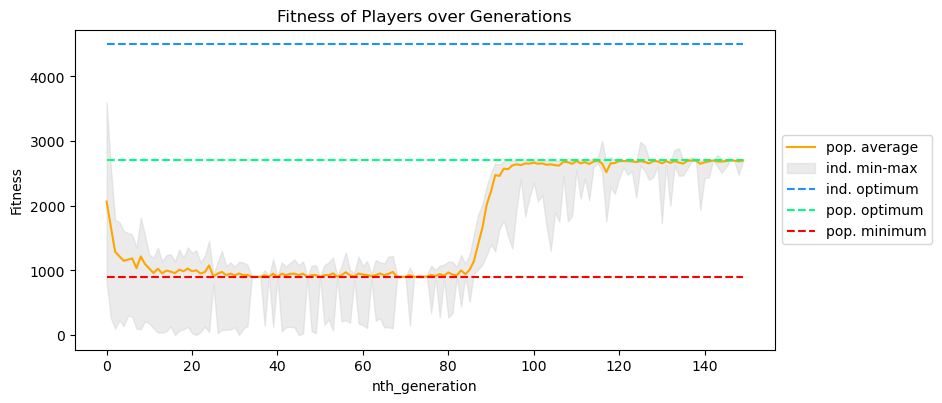 Fitness of Players over Generations
Fitness
4000
3000
2000
1000
0
0 20 40 60 80 100 120 140
nth_generation
pop. average
ind. min-max
ind. optimum
pop. optimum
pop. minimum